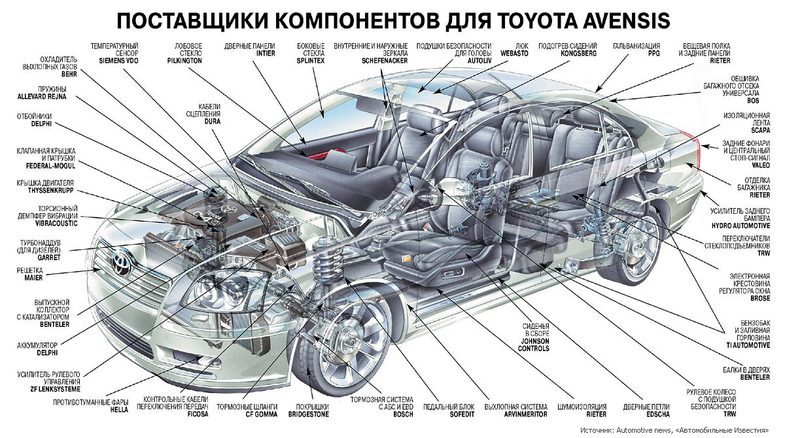 ПОСТАВЩИКИ КОМПОНЕНТОВ ДЛЯ TOYOTA AVENSIS
ТЕМПЕРАТУРНЫЙ
СЕНСОР
SIEMENS VDO
ЛОБОВОЕ
СТЕКЛО
PILKINGTON
ДВЕРНЫЕ ПАНЕЛИ
INTIER
БОКОВЫЕ
СТЕКЛА
SPLINTEX
ВНУТРЕННИЕ И НАРУЖНЫЕ
ЗЕРКАЛА
SCHEFENACKER
ПОДУШКИ БЕЗОПАСНОСТИ
ДЛЯ ГОЛОВЫ
AUTOLIV
ЛЮК
WEBASTO
ПОДОГРЕВ СИДЕНИЙ
KONGSBERG
ГАЛЬВАНИЗАЦИЯ
PPG
ВЕЩЕВАЯ ПОЛКА
И ЗАДНИЕ ПАНЕЛИ
RIETER
ОХЛАДИТЕЛЬ
ВЫХЛОПНЫХ ГАЗОВ
BEHR
ПРУЖИНЫ
ALLEVARD REJNA
ОТБОЙНИКИ
DELPHI
КЛАПАННАЯ КРЫШКА
И ПАТРУБКИ
FEDERAL-MOGUL
КРЫШКА ДВИГАТЕЛЯ
THYSSENKRUPP
ТОРСИОННЫЙ
ДЕМПФЕР ВИБРАЦИИ
VIBRACOUSTIC
ТУРБОНАДДУВ
(ДЛЯ ДИЗЕЛЕЙ)
GARRET
РЕШЕТКА
MAIER
ВЫПУСКНОЙ
КОЛЛЕКТОР
С КАТАЛИЗАТОРОМ
BENTELER
АККУМУЛЯТОР
DELPHI
УСИЛИТЕЛЬ РУЛЕВОГО
УПРАВЛЕНИЯ
ZF LENKSYSTEME
КАБЕЛИ
СЦЕПЛЕНИЯ
DURA
ОБШИВКА
БАГАЖНОГО ОТСЕКА
УНИВЕРСАЛА
BOS
ИЗОЛЯЦИОННАЯ
ЛЕНТА
SCAPA
ЗАДНИЕ ФОНАРИ
И ЦЕНТРАЛЬНЫЙ
СТОП-СИГНАЛ
VALEO
ОТДЕЛКА
БАГАЖНИКА
RIETER
УСИЛИТЕЛЬ ЗАДНЕГО
БАМПЕРА
HYDRO AUTOMOTIVE
ПЕРЕКЛЮЧАТЕЛИ
СТЕКЛОПОДЪЕМНИКОВ
TRW
ЭЛЕКТРОННАЯ
КРЕСТОВИНА
РЕГУЛЯТОРА ОКНА
BROSE
БЕНЗОБАК
И ЗАЛИВНАЯ
ГОРЛОВИНА
TI AUTOMOTIVE
БАЛКИ В ДВЕРЯХ
BENTELER
СИДЕНЬЯ
В СБОРЕ
JOHNSON
CONTROLS
ПРОТИВОТУМАННЫЕ ФАРЫ
HELLA
КОНТРОЛЬНЫЕ КАБЕЛИ
ПЕРЕКЛЮЧЕНИЯ ПЕРЕДАЧ
FICOSA
ТОРМОЗНЫЕ ШЛАНГИ
CF GOMMA
ПОКРЫШКИ
BRIDGESTONE
ТОРМОЗНАЯ СИСТЕМА
С ABC И EBD
BOSCH
ПЕДАЛЬНЫЙ БЛОК
SOFEDIT
ВЫХЛОПНАЯ СИСТЕМА
ARVINMERITOR
ШУМОИЗОЛЯЦИЯ
RIETER
ДВЕРНЫЕ ПЕТЛИ
EDSCHA
РУЛЕВОЕ КОЛЕСО
С ПОДУШКОЙ
БЕЗОПАСНОСТИ
TRW
Источник: Automotive news, «Автомобильные Известия»